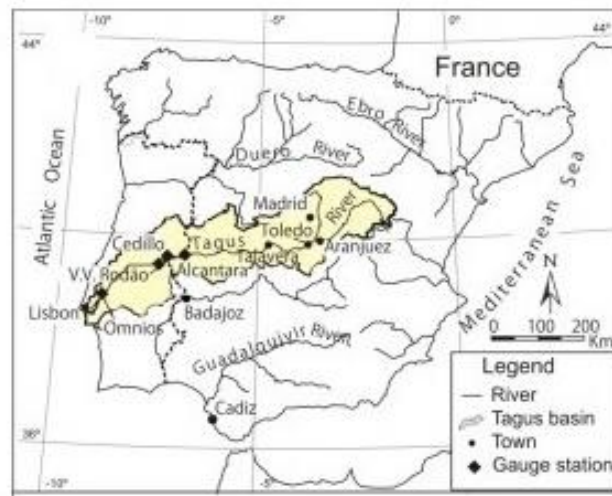 -10°
-5°
0°
44°
44°
France
Ebro River
Duero River
Atlantic Ocean
Mediterranean Sea
Madrid
River
Toledo
Cedillo
Tagus
Aranjuez
Talavera
V.V. Rodão
Alcantara
Lisbon
Omnios
Badajoz
N
0 100 200
Km
Guadalquivir River
Cadiz
Legend
River
Tagus basin
Town
Gauge station
36°
-10°
-5°